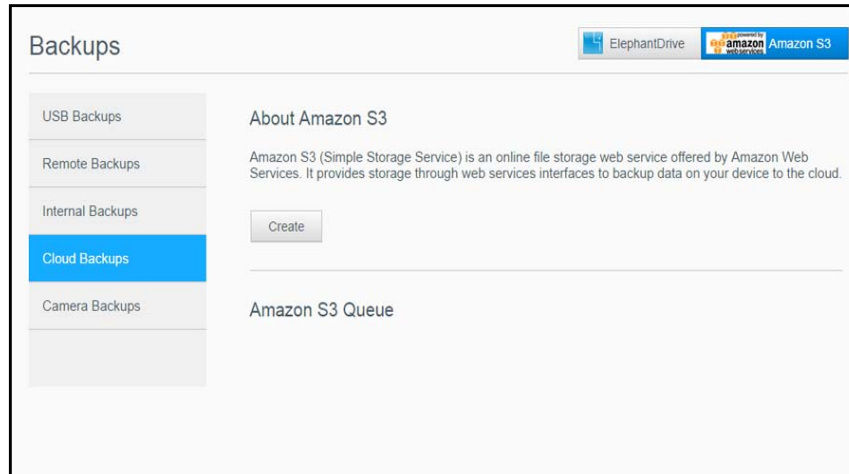 Backups
ElephantDrive
powered by
amazon
webservices
Amazon S3
USB Backups
Remote Backups
Internal Backups
Cloud Backups
Camera Backups
About Amazon S3
Amazon S3 (Simple Storage Service) is an online file storage web service offered by Amazon Web
Services. It provides storage through web services interfaces to backup data on your device to the cloud.
Create
Amazon S3 Queue